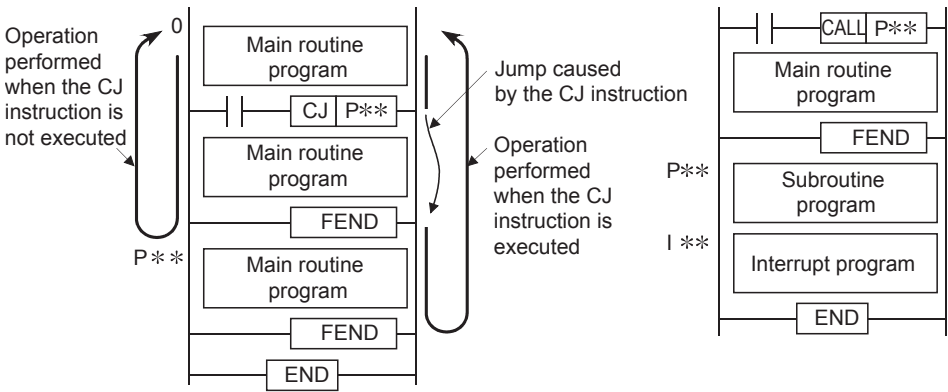 Operation
performed
when the CJ
instruction is
not executed
0
Main routine
program
CJ P**
Main routine
program
FEND
P**
Main routine
program
FEND
END
Jump caused
by the CJ instruction
Operation
performed
when the CJ
instruction is
executed
CALL P**
Main routine
program
FEND
P**
Subroutine
program
I **
Interrupt program
END